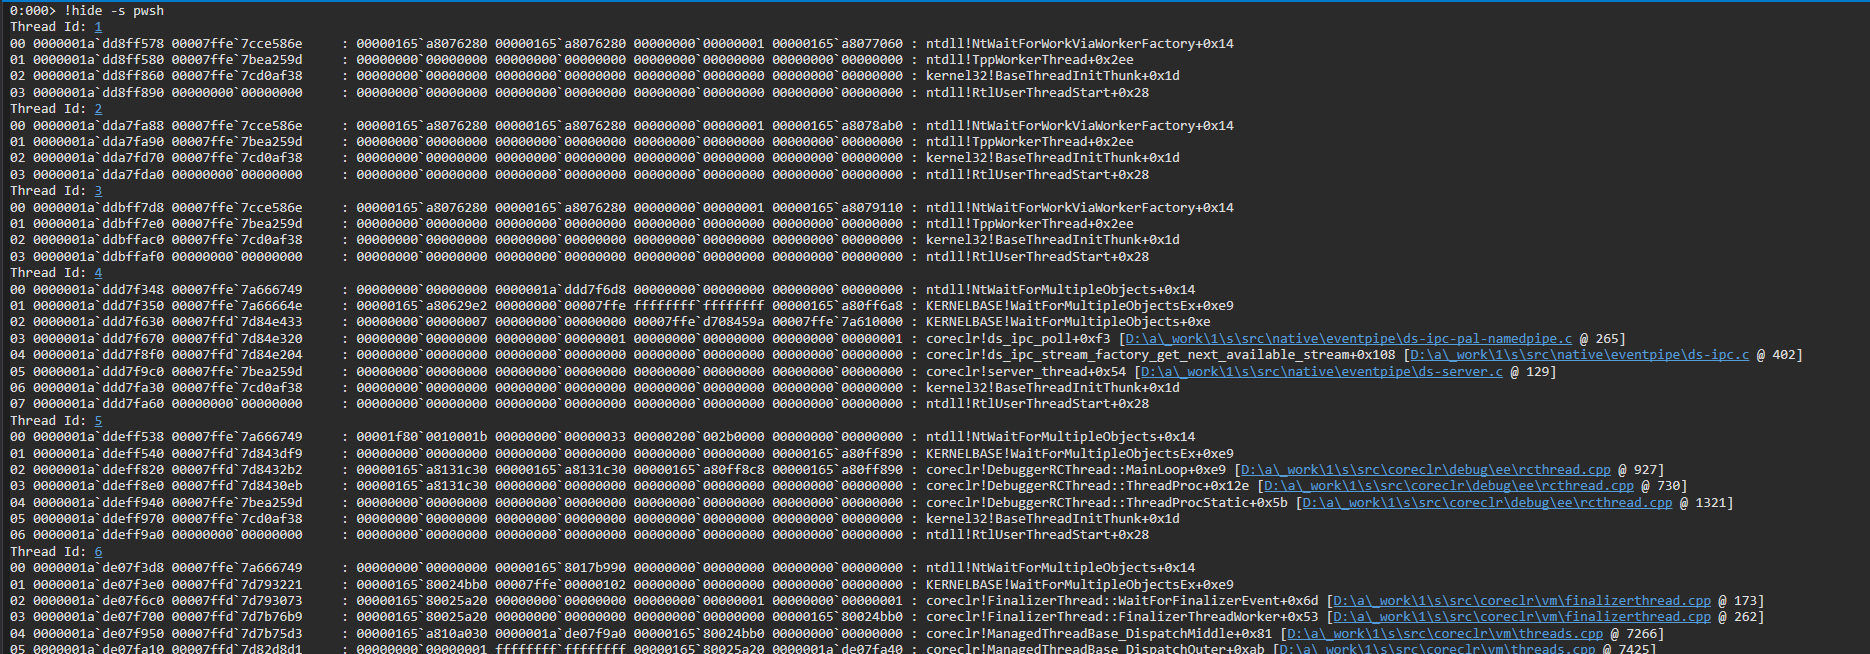 0:000> !hide -s pwsh
Thread Id: 1
00 0000001a`dd8ff578 00007ffe`7cce586e     : 00000165`a8076280 00000165`a8076280 00000000`00000001 00000165`a8077060 : ntdll!NtWaitForWorkViaWorkerFactory+0x14
01 0000001a`dd8ff580 00007ffe`7bea259d     : 00000000`00000000 00000000`00000000 00000000`00000000 00000000`00000000 : ntdll!TppWorkerThread+0x2ee
02 0000001a`dd8ff860 00007ffe`7cd0af38     : 00000000`00000000 00000000`00000000 00000000`00000000 00000000`00000000 : kernel32!BaseThreadInitThunk+0x1d
03 0000001a`dd8ff890 00000000`00000000     : 00000000`00000000 00000000`00000000 00000000`00000000 00000000`00000000 : ntdll!RtlUserThreadStart+0x28
Thread Id: 2
00 0000001a`dda7fa88 00007ffe`7cce586e     : 00000165`a8076280 00000165`a8076280 00000000`00000001 00000165`a8078ab0 : ntdll!NtWaitForWorkViaWorkerFactory+0x14
01 0000001a`dda7fa90 00007ffe`7bea259d     : 00000000`00000000 00000000`00000000 00000000`00000000 00000000`00000000 : ntdll!TppWorkerThread+0x2ee
02 0000001a`dda7fd70 00007ffe`7cd0af38     : 00000000`00000000 00000000`00000000 00000000`00000000 00000000`00000000 : kernel32!BaseThreadInitThunk+0x1d
03 0000001a`dda7fda0 00000000`00000000     : 00000000`00000000 00000000`00000000 00000000`00000000 00000000`00000000 : ntdll!RtlUserThreadStart+0x28
Thread Id: 3
00 0000001a`ddbff7d8 00007ffe`7cce586e     : 00000165`a8076280 00000165`a8076280 00000000`00000001 00000165`a8079110 : ntdll!NtWaitForWorkViaWorkerFactory+0x14
01 0000001a`ddbff7e0 00007ffe`7bea259d     : 00000000`00000000 00000000`00000000 00000000`00000000 00000000`00000000 : ntdll!TppWorkerThread+0x2ee
02 0000001a`ddbffac0 00007ffe`7cd0af38     : 00000000`00000000 00000000`00000000 00000000`00000000 00000000`00000000 : kernel32!BaseThreadInitThunk+0x1d
03 0000001a`ddbffaf0 00000000`00000000     : 00000000`00000000 00000000`00000000 00000000`00000000 00000000`00000000 : ntdll!RtlUserThreadStart+0x28
Thread Id: 4
00 0000001a`ddd7f348 00007ffe`7a666749     : 00000000`00000000 0000001a`ddd7f6d8 00000000`00000000 00000000`00000000 : ntdll!NtWaitForMultipleObjects+0x14
01 0000001a`ddd7f350 00007ffe`7a66664e     : 00000165`a80629e2 00000000`00007ffe ffffffff`ffffffff 00000165`a80ff6a8 : KERNELBASE!WaitForMultipleObjectsEx+0xe9
02 0000001a`ddd7f630 00007ffd`7d84e433     : 00000000`00000007 00000000`00000000 00007ffe`d708459a 00007ffe`7a610000 : KERNELBASE!WaitForMultipleObjects+0xe
03 0000001a`ddd7f670 00007ffd`7d84e320     : 00000000`00000000 00000000`00000001 00000000`00000000 00000000`00000001 : coreclr!ds_ipc_poll+0xf3 [D:\a\_work\1\s\src\native\eventpipe\ds-ipc-pal-namedpipe.c @ 265]
04 0000001a`ddd7f8f0 00007ffd`7d84e204     : 00000000`00000000 00000000`00000000 00000000`00000000 00000000`00000000 : coreclr!ds_ipc_stream_factory_get_next_available_stream+0x108 [D:\a\_work\1\s\src\native\eventpipe\ds-ipc.c @ 402]
05 0000001a`ddd7f9c0 00007ffe`7bea259d     : 00000000`00000000 00000000`00000000 00000000`00000000 00000000`00000000 : coreclr!server_thread+0x54 [D:\a\_work\1\s\src\native\eventpipe\ds-server.c @ 129]
06 0000001a`ddd7fa30 00007ffe`7cd0af38     : 00000000`00000000 00000000`00000000 00000000`00000000 00000000`00000000 : kernel32!BaseThreadInitThunk+0x1d
07 0000001a`ddd7fa60 00000000`00000000     : 00000000`00000000 00000000`00000000 00000000`00000000 00000000`00000000 : ntdll!RtlUserThreadStart+0x28
Thread Id: 5
00 0000001a`ddeff538 00007ffe`7a666749     : 00001f80`0010001b 00000000`00000033 00000200`002b0000 00000000`00000000 : ntdll!NtWaitForMultipleObjects+0x14
01 0000001a`ddeff540 00007ffd`7d843df9     : 00000000`00000000 00000000`00000000 00000000`00000000 00000165`a80ff890 : KERNELBASE!WaitForMultipleObjectsEx+0xe9
02 0000001a`ddeff820 00007ffd`7d8432b2     : 00000165`a8131c30 00000165`a8131c30 00000165`a80ff8c8 00000165`a80ff890 : coreclr!DebuggerRCThread::MainLoop+0xe9 [D:\a\_work\1\s\src\coreclr\debug\ee\rcthread.cpp @ 927]
03 0000001a`ddeff8e0 00007ffd`7d8430eb     : 00000165`a8131c30 00000000`00000000 00000000`00000000 00000000`00000000 : coreclr!DebuggerRCThread::ThreadProc+0x12e [D:\a\_work\1\s\src\coreclr\debug\ee\rcthread.cpp @ 730]
04 0000001a`ddeff940 00007ffe`7bea259d     : 00000000`00000000 00000000`00000000 00000000`00000000 00000000`00000000 : coreclr!DebuggerRCThread::ThreadProcStatic+0x5b [D:\a\_work\1\s\src\coreclr\debug\ee\rcthread.cpp @ 1321]
05 0000001a`ddeff970 00007ffe`7cd0af38     : 00000000`00000000 00000000`00000000 00000000`00000000 00000000`00000000 : kernel32!BaseThreadInitThunk+0x1d
06 0000001a`ddeff9a0 00000000`00000000     : 00000000`00000000 00000000`00000000 00000000`00000000 00000000`00000000 : ntdll!RtlUserThreadStart+0x28
Thread Id: 6
00 0000001a`de07f3d8 00007ffe`7a666749     : 00000000`00000000 00000165`8017b990 00000000`00000000 00000000`00000000 : ntdll!NtWaitForMultipleObjects+0x14
01 0000001a`de07f3e0 00007ffd`7d793221     : 00000165`80024bb0 00007ffe`00000102 00000000`00000000 00000000`00000000 : KERNELBASE!WaitForMultipleObjectsEx+0xe9
02 0000001a`de07f6c0 00007ffd`7d793073     : 00000165`80025a20 00000000`00000000 00000000`00000001 00000000`00000001 : coreclr!FinalizerThread::WaitForFinalizerEvent+0x6d [D:\a\_work\1\s\src\coreclr\vm\finalizerthread.cpp @ 173]
03 0000001a`de07f700 00007ffd`7d7b76b9     : 00000165`80025a20 00000000`00000000 00000000`00000000 00000165`80024bb0 : coreclr!FinalizerThread::FinalizerThreadWorker+0x53 [D:\a\_work\1\s\src\coreclr\vm\finalizerthread.cpp @ 262]
04 0000001a`de07f950 00007ffd`7d7b75d3     : 00000165`a810a030 0000001a`de07f9a0 00000165`80024bb0 00000000`00000000 : coreclr!ManagedThreadBase_DispatchMiddle+0x81 [D:\a\_work\1\s\src\coreclr\vm\threads.cpp @ 7266]
05 0000001a`de07fa10 00007ffd`7d82d8d1     : 00000000`00000001 ffffffff`ffffffff 00000165`80025a20 0000001a`de07fa40 : coreclr!ManagedThreadBase_DispatchOuter+0xab [D:\a\_work\1\s\src\coreclr\vm\threads.cpp @ 7425]